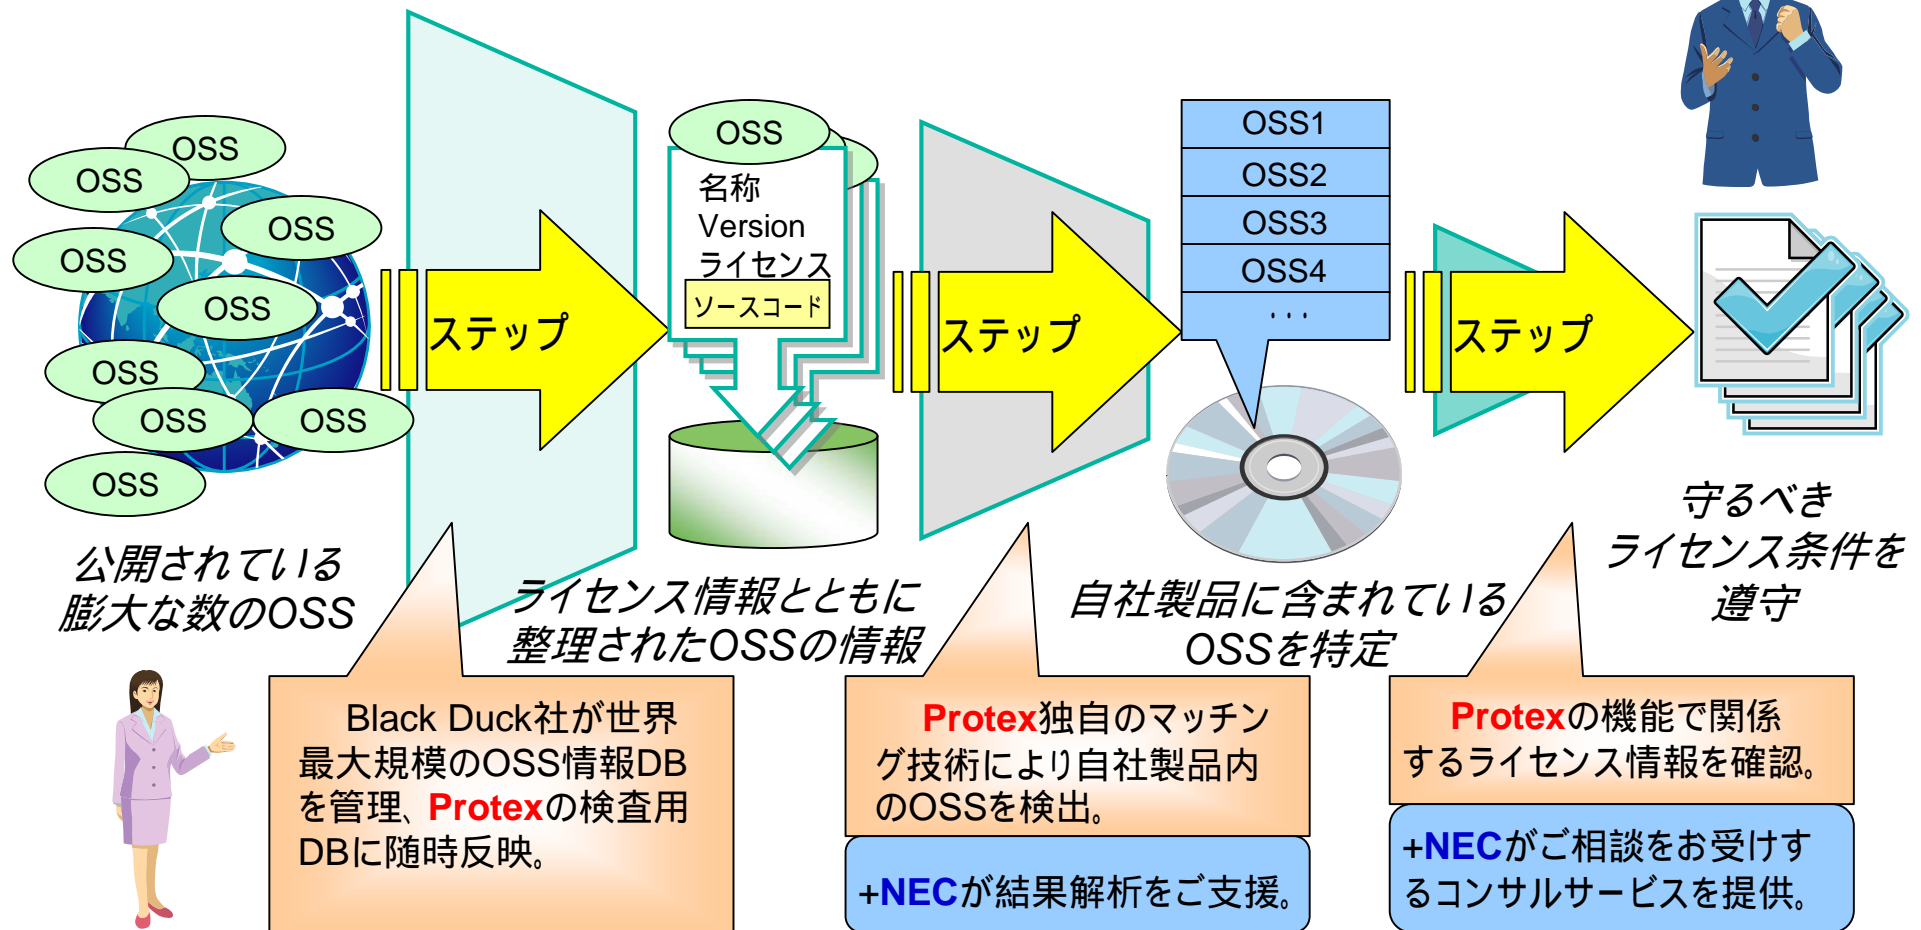 OSS
OSS
OSS
OSS
OSS
OSS
OSS
OSS
OSS
公開されている
膨大な数のOSS
ステップ
OSS
名称
Version
ライセンス
ソースコード
ライセンス情報とともに
整理されたOSSの情報
ステップ
OSS1
OSS2
OSS3
OSS4
...
自社製品に含まれている
OSSを特定
ステップ
守るべき
ライセンス条件を
遵守
Black Duck社が世界
最大規模のOSS情報DB
を管理、Protexの検査用
DBに随時反映。
Protex独自のマッチン
グ技術により自社製品内
のOSSを検出。
+NECが結果解析をご支援。
Protexの機能で関係
するライセンス情報を確認。
+NECがご相談をお受けす
るコンサルサービスを提供。